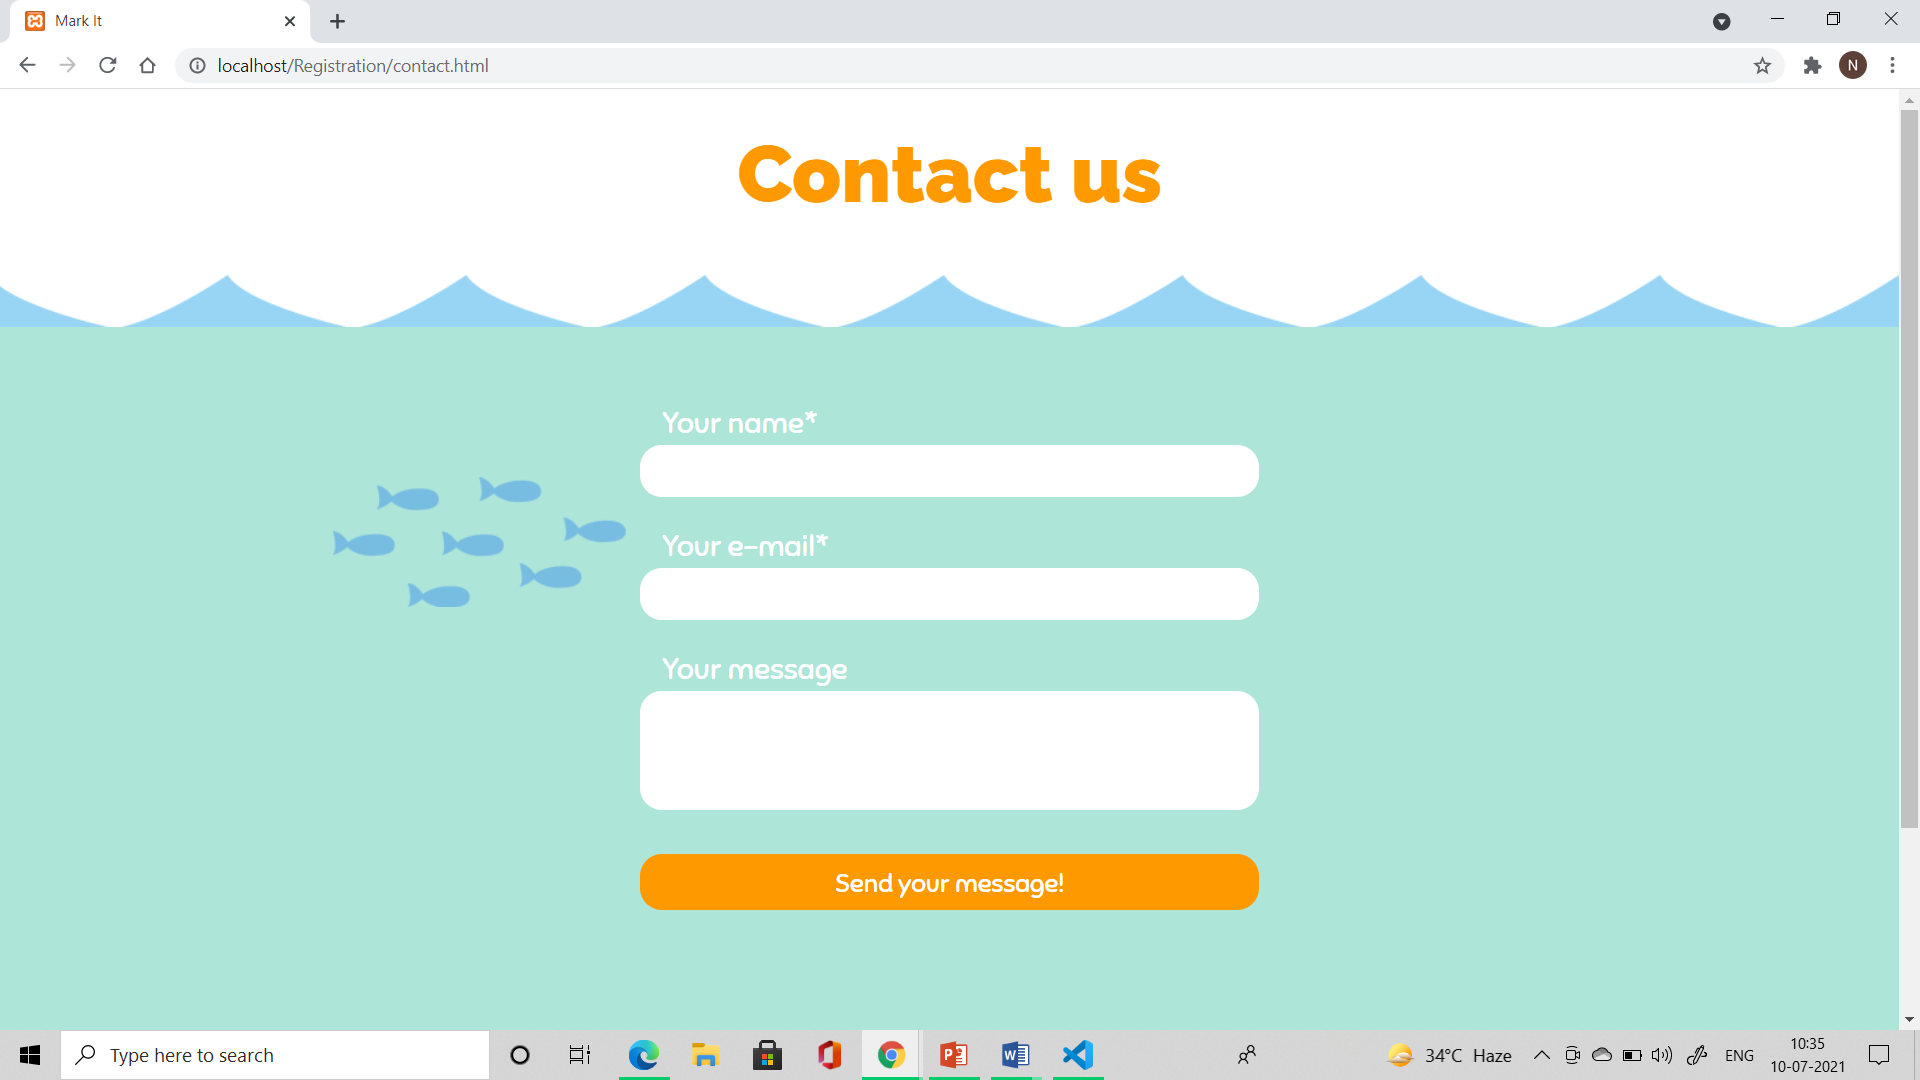 Mark It
localhost/Registration/contact.html
N
Contact us
Your name*
Your e-mail*
Your message
Send your message!
Type here to search
34°C Haze
ENG
10:35
10-07-2021